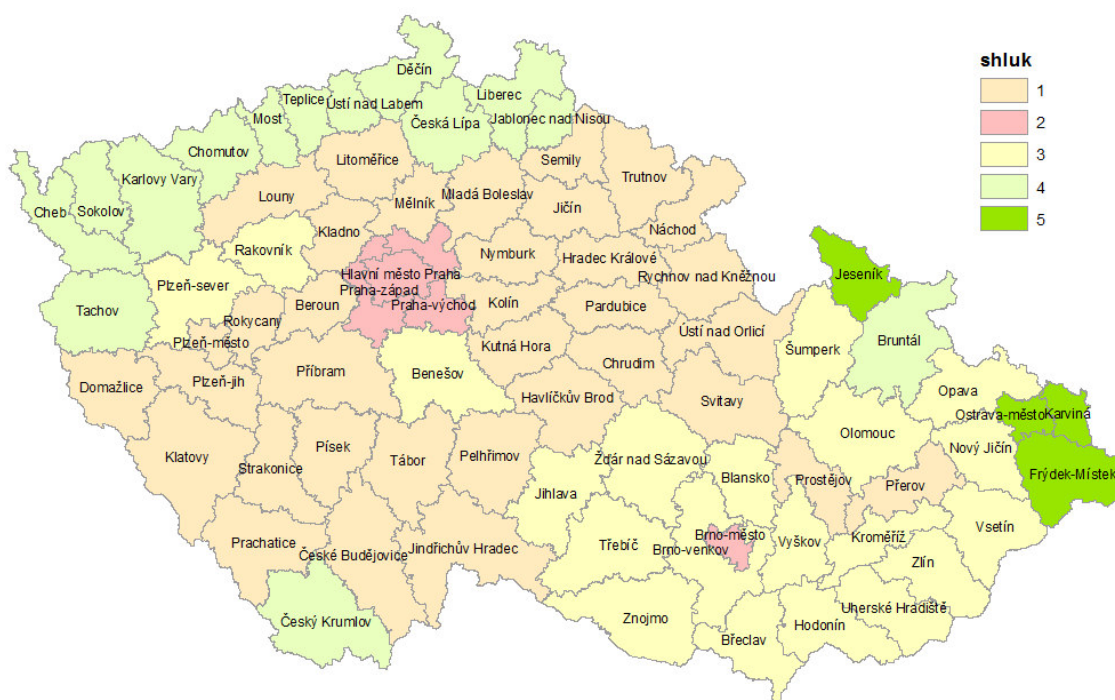 shluk
1
2
3
4
5
Děčín
Liberec
Teplice
Ústí nad Labem
Most
Česká Lípa
Jablonec nad Nisou
Chomutov
Litoměřice
Semily
Trutnov
Karlovy Vary
Louny
Mělník
Mladá Boleslav
Jičín
Cheb
Sokolov
Kladno
Náchod
Rakovník
Nymburk
Hradec Králové
Hlavní město Praha
Rychnov nad Kněžnou
Jeseník
Plzeň-sever
Praha-západ
Praha-východ
Kolín
Pardubice
Tachov
Rokycany
Beroun
Ústí nad Orlicí
Plzeň-město
Kutná Hora
Šumperk
Bruntál
Chrudim
Příbram
Benešov
Domažlice
Plzeň-jih
Opava
Havlíčkův Brod
Svitavy
Ostrava-město
Karviná
Olomouc
Klatovy
Písek
Tábor
Pelhřimov
Nový Jičín
Strakonice
Žďár nad Sázavou
Blansko
Frýdek-Místek
Prostějov
Přerov
Jihlava
Prachatice
České Budějovice
Jindřichův Hradec
Třebíč
Brno-město
Brno-venkov
Vyškov
Kroměříž
Vsetín
Zlín
Český Krumlov
Znojmo
Uherské Hradiště
Hodonín
Břeclav